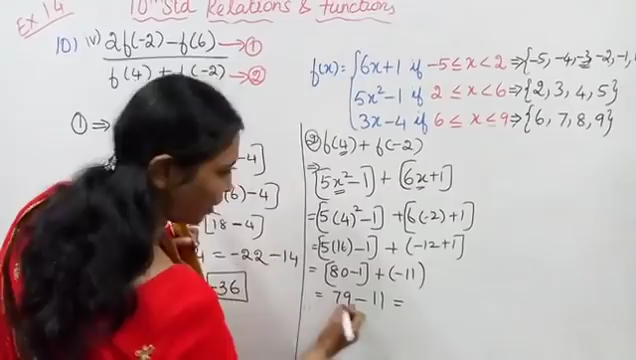 EX 1.4 10th Std Relations & Functions
10) (v) 2f(-2) - f(6) → ①
f(4) + f(-2) → ②
f(x) = { 6x+1 if -5 ≤ x < 2 ⇒ {-5, -4, -3, -2, -1,
5x² - 1 if 2 ≤ x < 6 ⇒ {2, 3, 4, 5}
3x - 4 if 6 ≤ x ≤ 9 ⇒ {6, 7, 8, 9}
① ⇒
-4]
(6) - 4]
[18 - 4]
= -22 - 14
-36
② f(4) + f(-2)
⇒ [5x² - 1] + [6x + 1]
= [5(4)² - 1] + [6(-2) + 1]
= [5(16) - 1] + (-12 + 1]
= [80 - 1] + (-11)
= 79 - 11 =